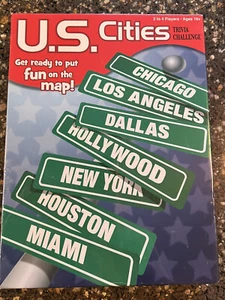 2 to 4 Players - Ages 10+
U.S. Cities
TRIVIA
CHALLENGE
Get ready to put
fun on the
map!
CHICAGO
LOS ANGELES
DALLAS
HOLLYWOOD
NEW YORK
HOUSTON
MIAMI